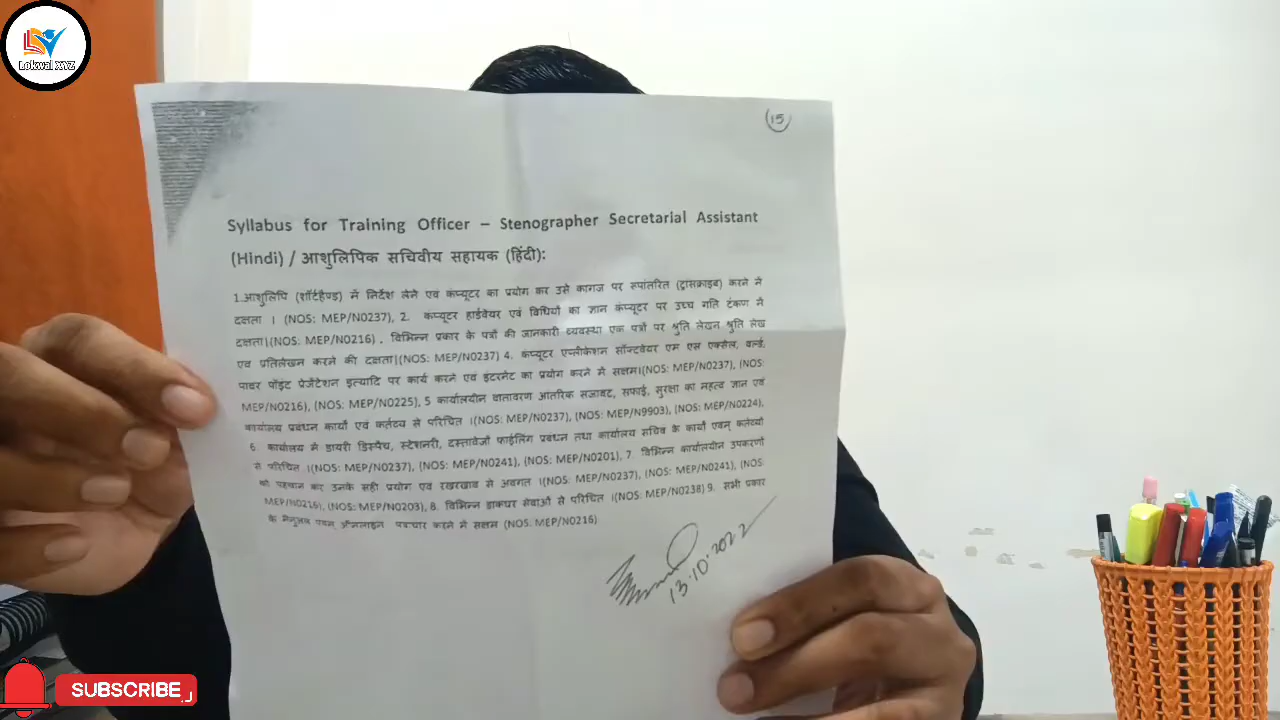 Lokwal XYZ
15
Syllabus for Training Officer – Stenographer Secretarial Assistant
(Hindi) / आशुलिपिक सचिवीय सहायक (हिंदी):
1.आशुलिपि (शॉर्टहैण्ड) में निर्देश लेने एवं कंप्यूटर का प्रयोग कर उसे कागज पर रूपांतरित (ट्रांसक्राइब) करने में
दक्षता । (NOS: MEP/N0237), 2. कंप्यूटर हार्डवेयर एवं विधियों का ज्ञान कंप्यूटर पर उच्च गति टंकण में
दक्षता|(NOS: MEP/N0216) . विभिन्न प्रकार के पत्रों की जानकारी व्यवस्था एक पत्रों पर श्रुति लेखन श्रुति लेख
एवं प्रतिलेखन करने की दक्षता|(NOS: MEP/N0237) 4. कंप्यूटर एप्लीकेशन सॉफ्टवेयर एम एस एक्सेल, वर्ल्ड,
पावर पॉइंट प्रेजेंटेशन इत्यादि पर कार्य करने एवं इंटरनेट का प्रयोग करने में सक्षम।(NOS: MEP/N0237), (NOS:
MEP/N0216), (NOS: MEP/N0225), 5 कार्यालयीन वातावरण आंतरिक सजावट, सफाई, सुरक्षा का महत्व ज्ञान एवं
कार्यालय प्रबंधन कार्यों एवं कर्तव्य से परिचित ।(NOS: MEP/N0237), (NOS: MEP/N9903), (NOS: MEP/N0224),
6. कार्यालय में डायरी डिस्पैच, स्टेशनरी, दस्तावेजों फाईलिंग प्रबंधन तथा कार्यालय सचिव के कार्यों एवम् कर्तव्यों
से परिचित ।(NOS: MEP/N0237), (NOS: MEP/N0241), (NOS: MEP/N0201), 7. विभिन्न कार्यालयीन उपकरणों
की पहचान कर उनके सही प्रयोग एवं रखरखाव से अवगत ।(NOS: MEP/N0237), (NOS: MEP/N0241), (NOS:
MEP/N0216), (NOS: MEP/N0203), 8. विभिन्न डाकघर सेवाओं से परिचित ।(NOS: MEP/N0238) 9. सभी प्रकार
के मैनुअल एवम् ऑनलाइन पत्राचार करने में सक्षम (NOS: MEP/N0216)
13.10.2022
SUBSCRIBE